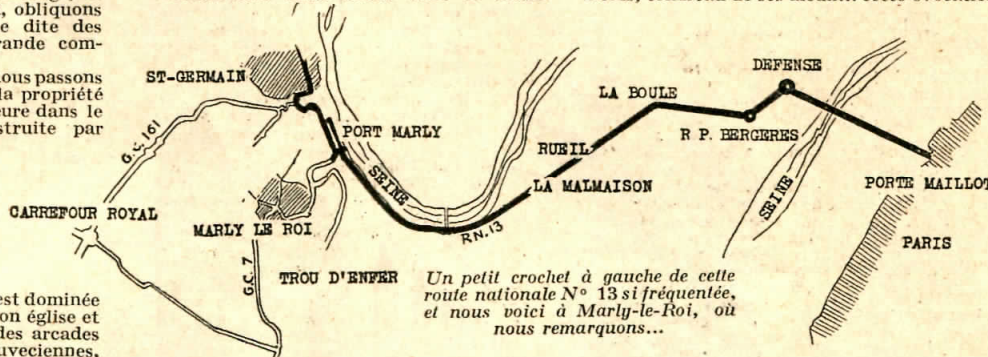 , obliquons
e dite des
rande com-
nous passons
la propriété
eure dans le
struite par
est dominée
on église et
des arcades
uveciennes,
ST-GERMAIN
DEFENSE
LA BOULE
G.C. 161
PORT MARLY
R P. BERGERES
RUEIL
SEINE
LA MALMAISON
SEINE
PORTE MAILLOT
CARREFOUR ROYAL
MARLY LE ROI
RN.13
PARIS
G.C. 7
TROU D'ENFER
Un petit crochet à gauche de cette
route nationale N° 13 si fréquentée,
et nous voici à Marly-le-Roi, où
nous remarquons...